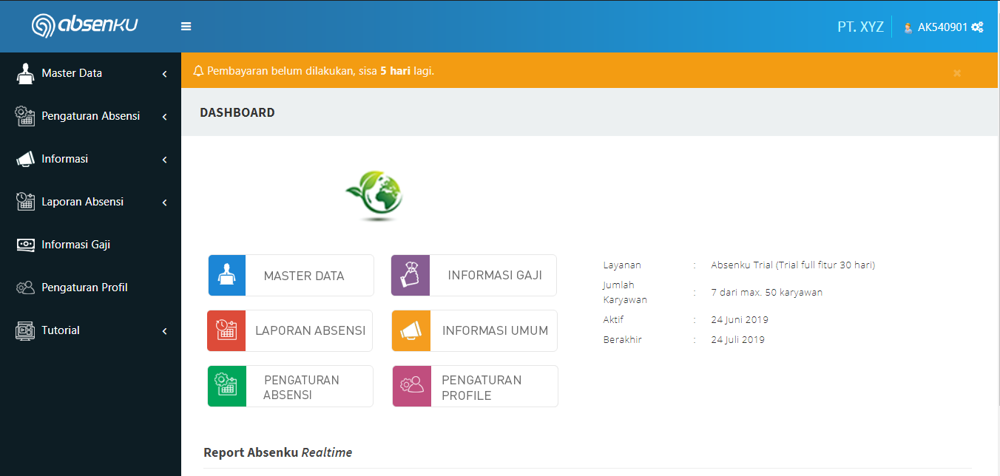 absenku
PT. XYZ
AK540901
Master Data
Pengaturan Absensi
Informasi
Laporan Absensi
Informasi Gaji
Pengaturan Profil
Tutorial
Pembayaran belum dilakukan, sisa 5 hari lagi.
DASHBOARD
MASTER DATA
INFORMASI GAJI
LAPORAN ABSENSI
INFORMASI UMUM
PENGATURAN
ABSENSI
PENGATURAN
PROFILE
Layanan : Absenku Trial (Trial full fitur 30 hari)
Jumlah
Karyawan : 7 dari max. 50 karyawan
Aktif : 24 Juni 2019
Berakhir : 24 Juli 2019
Report Absenku Realtime